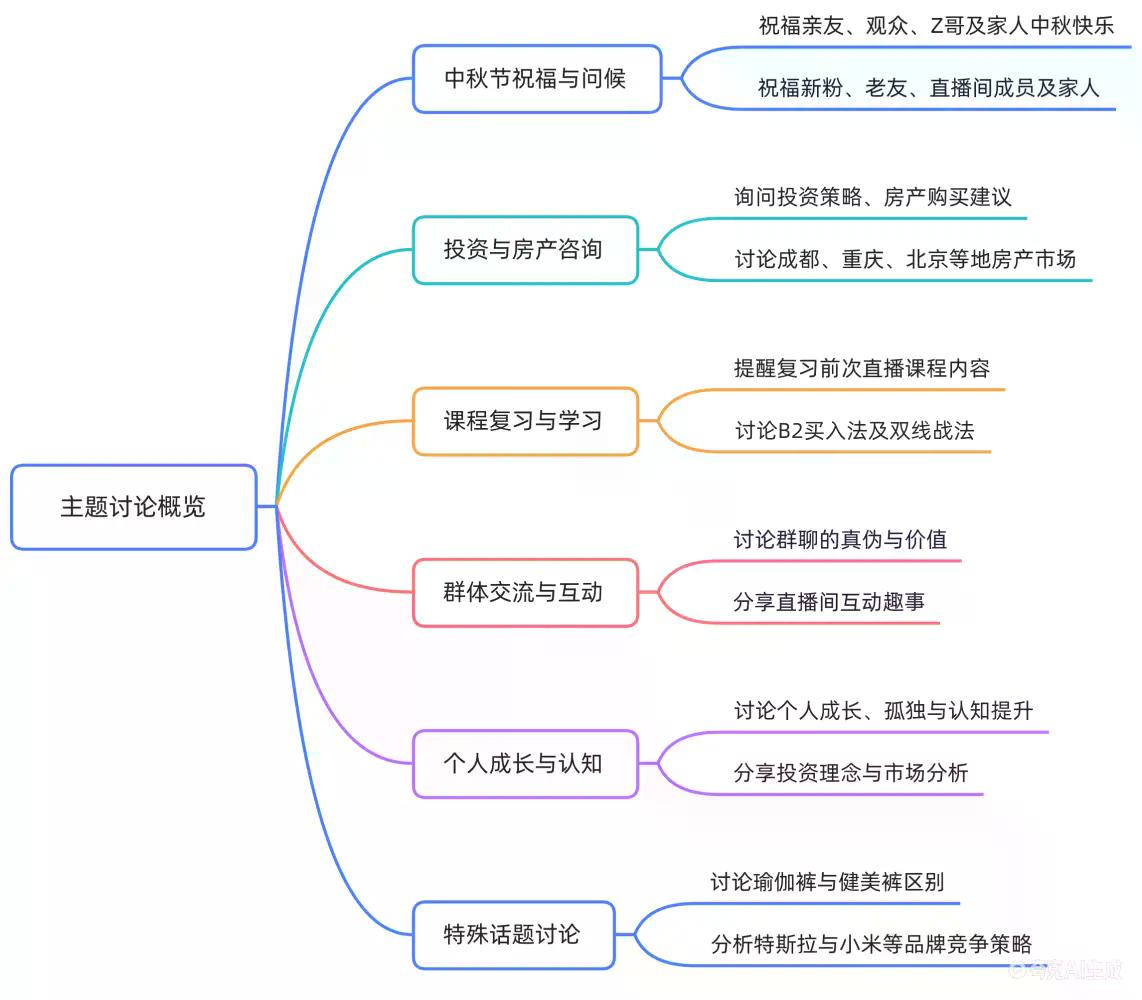 主题讨论概览
中秋节祝福与问候
祝福亲友、观众、Z哥及家人中秋快乐
祝福新粉、老友、直播间成员及家人
投资与房产咨询
询问投资策略、房产购买建议
讨论成都、重庆、北京等地房产市场
课程复习与学习
提醒复习前次直播课程内容
讨论B2买入法及双线战法
群体交流与互动
讨论群聊的真伪与价值
分享直播间互动趣事
个人成长与认知
讨论个人成长、孤独与认知提升
分享投资理念与市场分析
特殊话题讨论
讨论瑜伽裤与健美裤区别
分析特斯拉与小米等品牌竞争策略
夸克AI生成